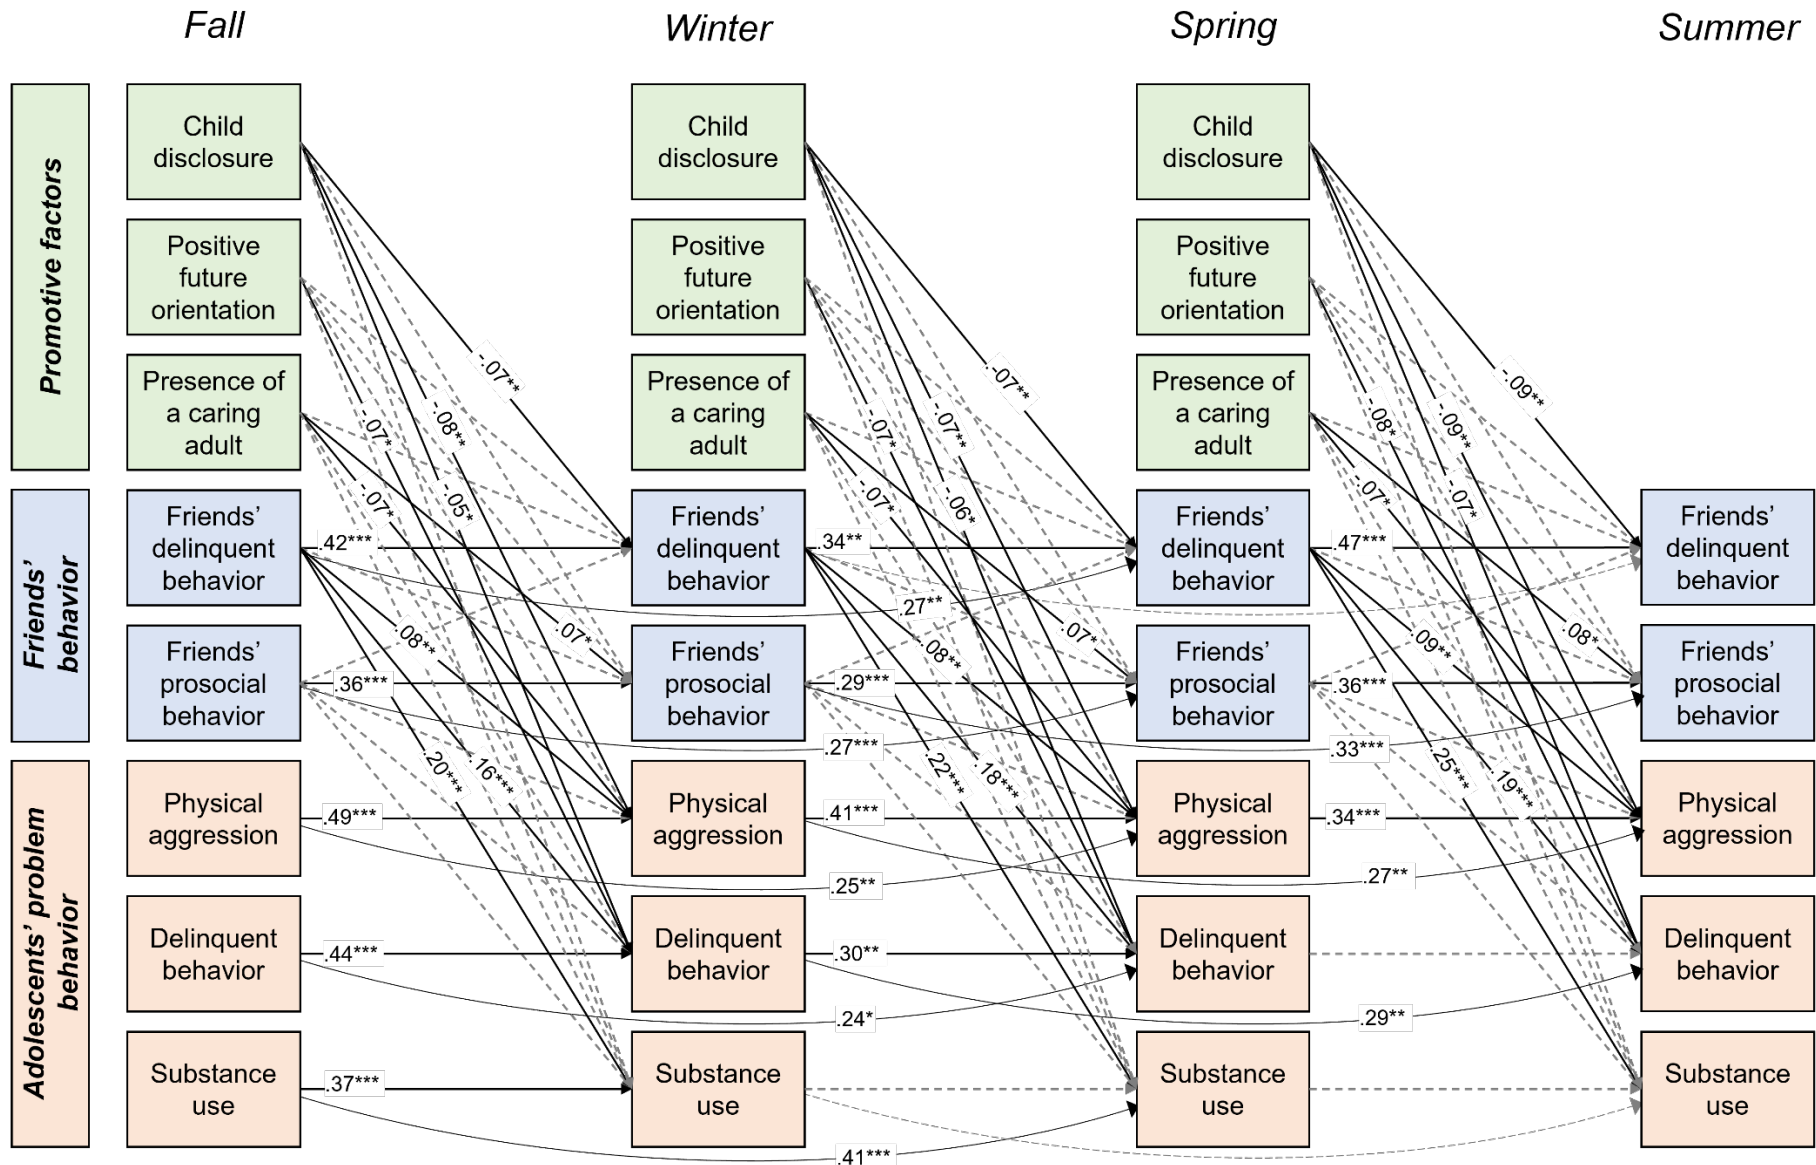 Fall
Winter
Spring
Summer
Promotive factors
Friends’
behavior
Adolescents’ problem
behavior
Child
disclosure
Positive
future
orientation
Presence of
a caring
adult
Friends’
delinquent
behavior
Friends’
prosocial
behavior
Physical
aggression
Delinquent
behavior
Substance
use
-.07**
-.08**
-.07*
-.05*
-.07*
.42***
.07*
.08**
.36***
.20***
.16***
.49***
.44***
.37***
Child
disclosure
Positive
future
orientation
Presence of
a caring
adult
Friends’
delinquent
behavior
Friends’
prosocial
behavior
Physical
aggression
Delinquent
behavior
Substance
use
-.07**
-.07**
-.07*
-.06*
-.07*
.34**
.27**
.07*
.08**
.29***
.27***
.22***
.18***
.41***
.25**
.30**
.24*
.41***
Child
disclosure
Positive
future
orientation
Presence of
a caring
adult
Friends’
delinquent
behavior
Friends’
prosocial
behavior
Physical
aggression
Delinquent
behavior
Substance
use
-.09**
-.09**
-.08*
-.07*
-.07*
.47***
.08*
.09**
.36***
.33***
.25***
.19***
.34***
.27**
.29**
Friends’
delinquent
behavior
Friends’
prosocial
behavior
Physical
aggression
Delinquent
behavior
Substance
use